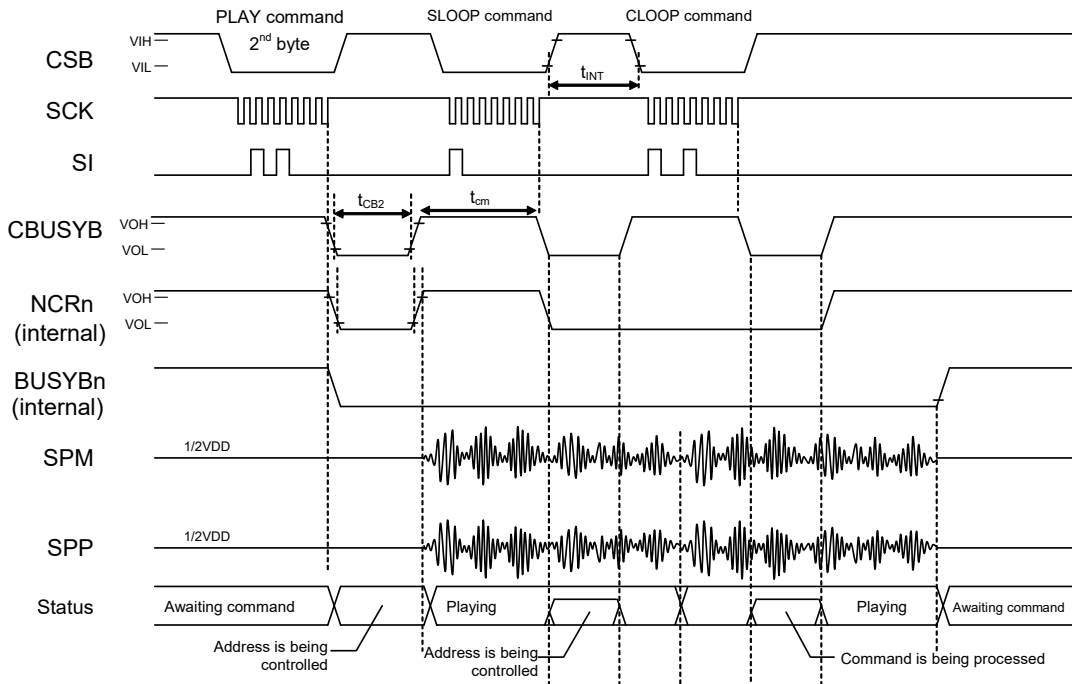 PLAY command
2nd byte
SLOOP command
CLOOP command
CSB
VIH
VIL
tINT
SCK
SI
tCB2
tcm
CBUSYB
VOH
VOL
NCRn
(internal)
VOH
VOL
BUSYBn
(internal)
SPM
1/2VDD
SPP
1/2VDD
Status
Awaiting command
Playing
Playing
Awaiting command
Address is being
controlled
Address is being
controlled
Command is being processed